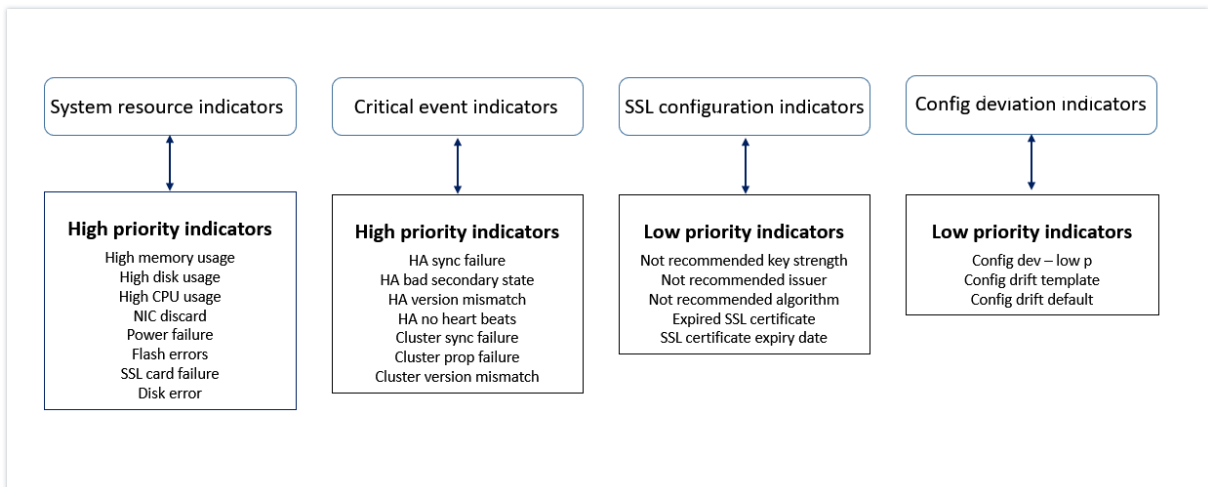 System resource indicators
High priority indicators
High memory usage
High disk usage
High CPU usage
NIC discard
Power failure
Flash errors
SSL card failure
Disk error
Critical event indicators
High priority indicators
HA sync failure
HA bad secondary state
HA version mismatch
HA no heart beats
Cluster sync failure
Cluster prop failure
Cluster version mismatch
SSL configuration indicators
Low priority indicators
Not recommended key strength
Not recommended issuer
Not recommended algorithm
Expired SSL certificate
SSL certificate expiry date
Config deviation indicators
Low priority indicators
Config dev – low p
Config drift template
Config drift default